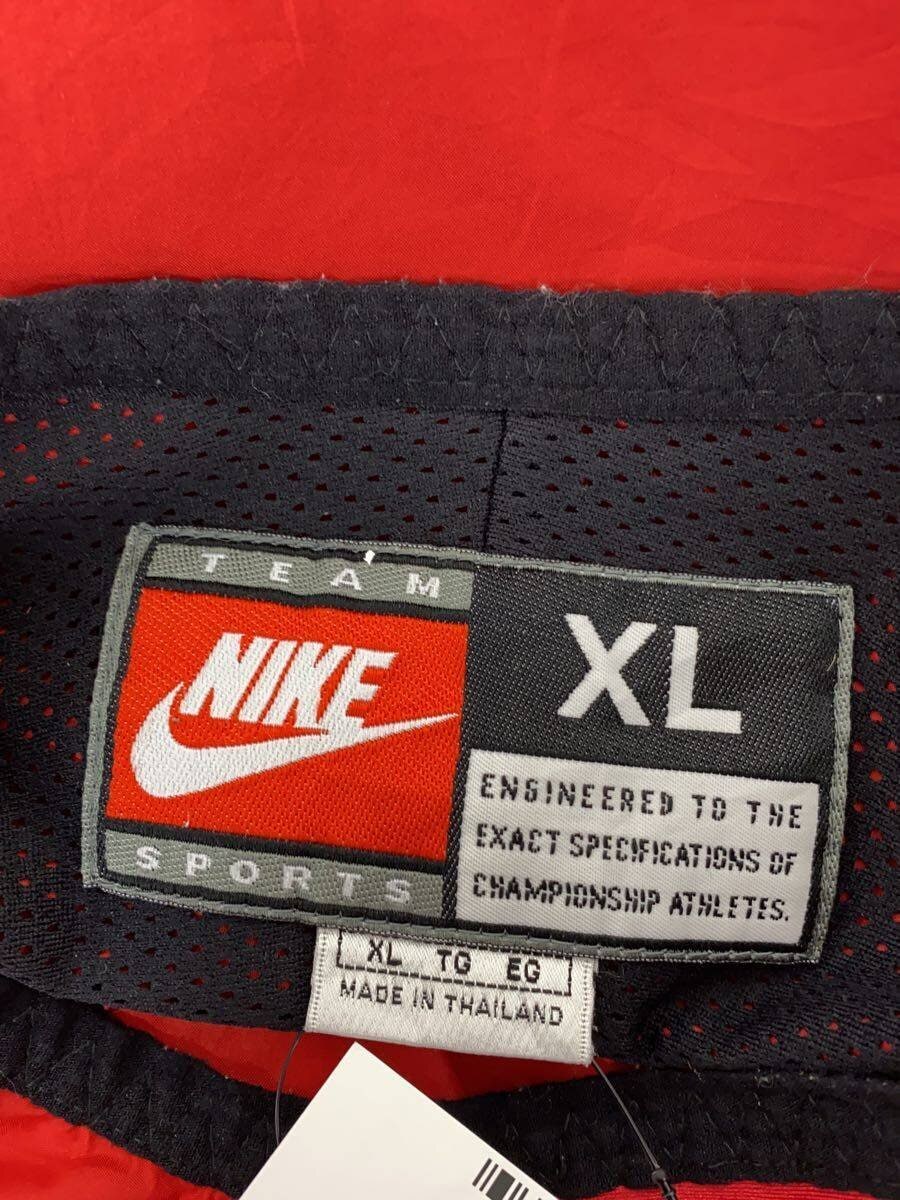 TEAM
NIKE
SPORTS
XL
ENGINEERED TO THE
EXACT SPECIFICATIONS OF
CHAMPIONSHIP ATHLETES.
XL TG EG
MADE IN THAILAND